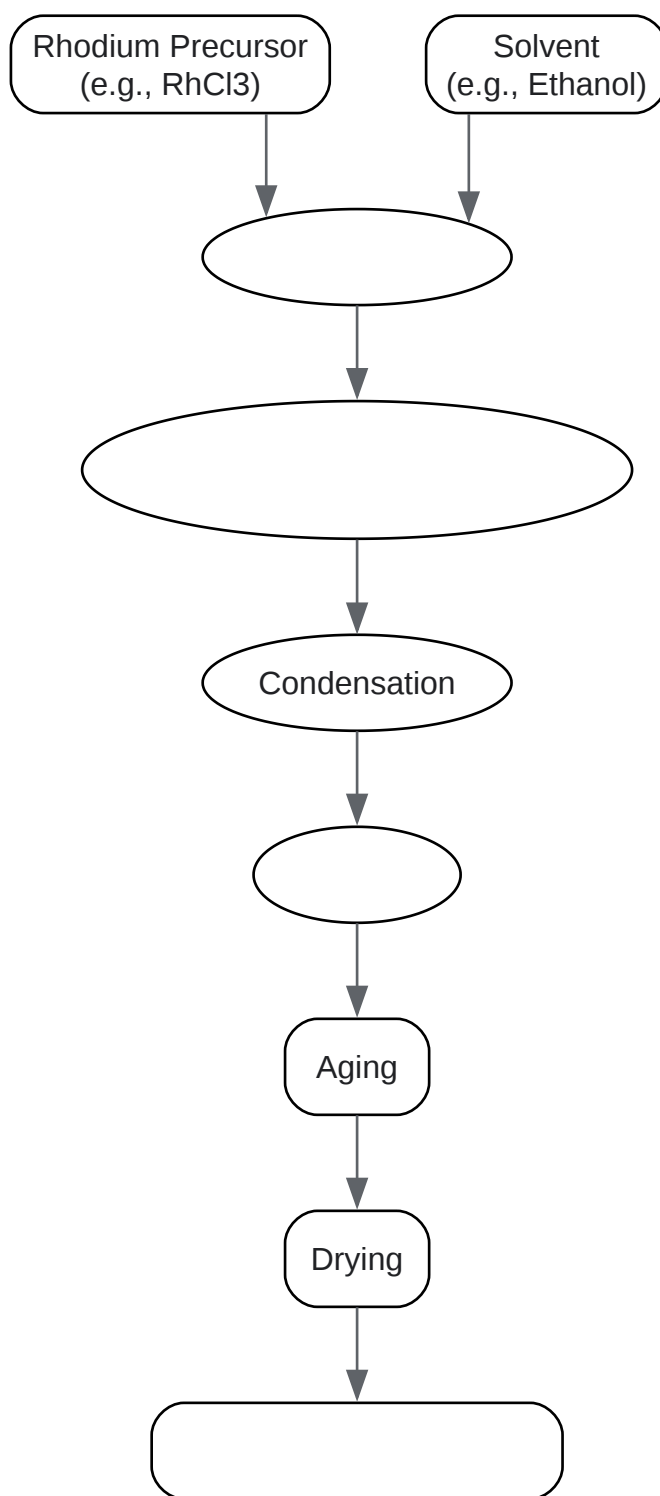 Rhodium Precursor
(e.g., RhCl3)
Solvent
(e.g., Ethanol)
Condensation
Aging
Drying